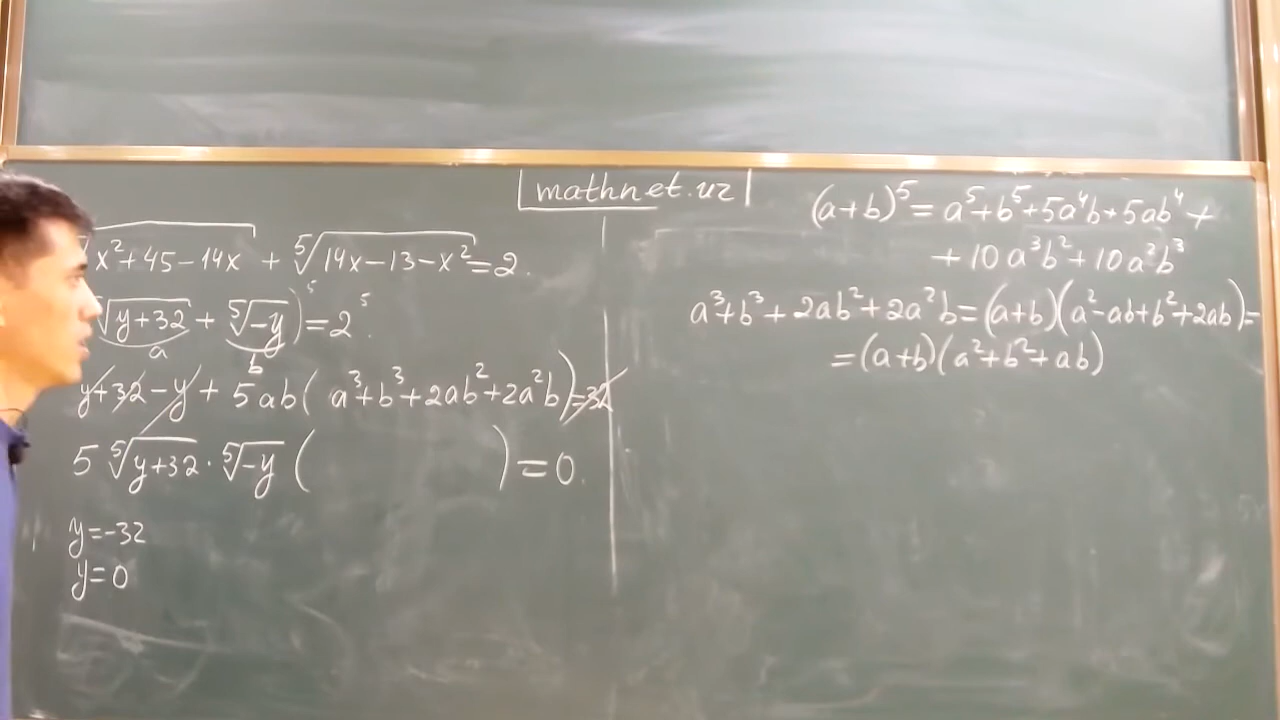 mathnet.uz
x²+45-14x + ⁵√(14x-13-x²) = 2.
(⁵√(y+32) + ⁵√(-y))⁵ = 2⁵.
a b
y+32-y + 5ab(a³+b³+2ab²+2a²b)=32
5 ⁵√(y+32) · ⁵√(-y) ( ) = 0.
y=-32
y=0
(a+b)⁵ = a⁵+b⁵+5a⁴b+5ab⁴+
+10a³b²+10a²b³
a³+b³+2ab²+2a²b=(a+b)(a²-ab+b²+2ab)=
=(a+b)(a²+b²+ab)